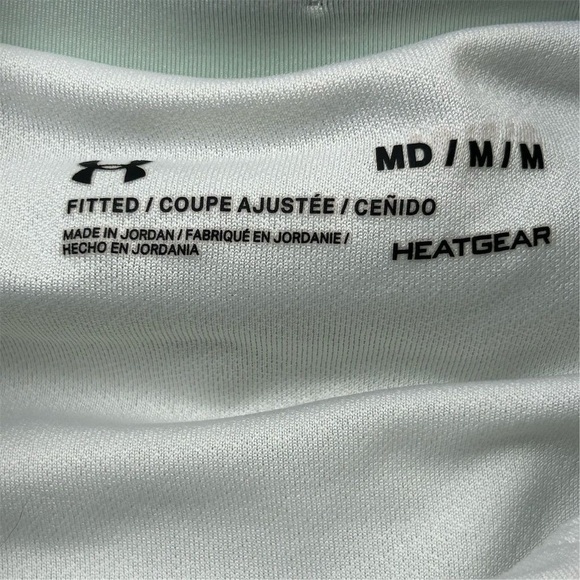 MD / M / M
FITTED / COUPE AJUSTÉE / CEÑIDO
MADE IN JORDAN / FABRIQUÉ EN JORDANIE /
HECHO EN JORDANIA
HEATGEAR